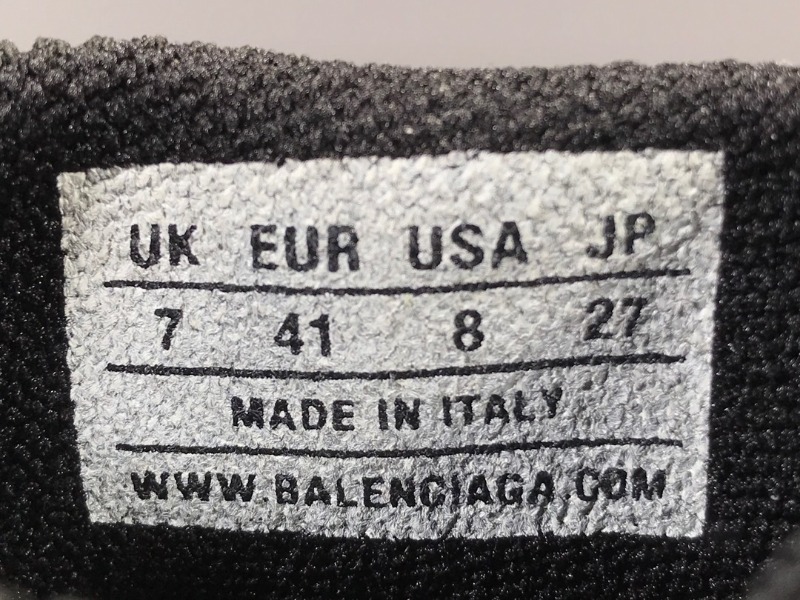 UK EUR USA JP
7 41 8 27
MADE IN ITALY
WWW.BALENCIAGA.COM